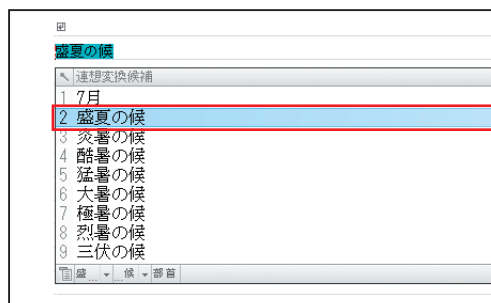 盛夏の候
連想変換候補
1 7月
2 盛夏の候
3 炎暑の候
4 酷暑の候
5 猛暑の候
6 大暑の候
7 極暑の候
8 烈暑の候
9 三伏の候
盛... 候 部首